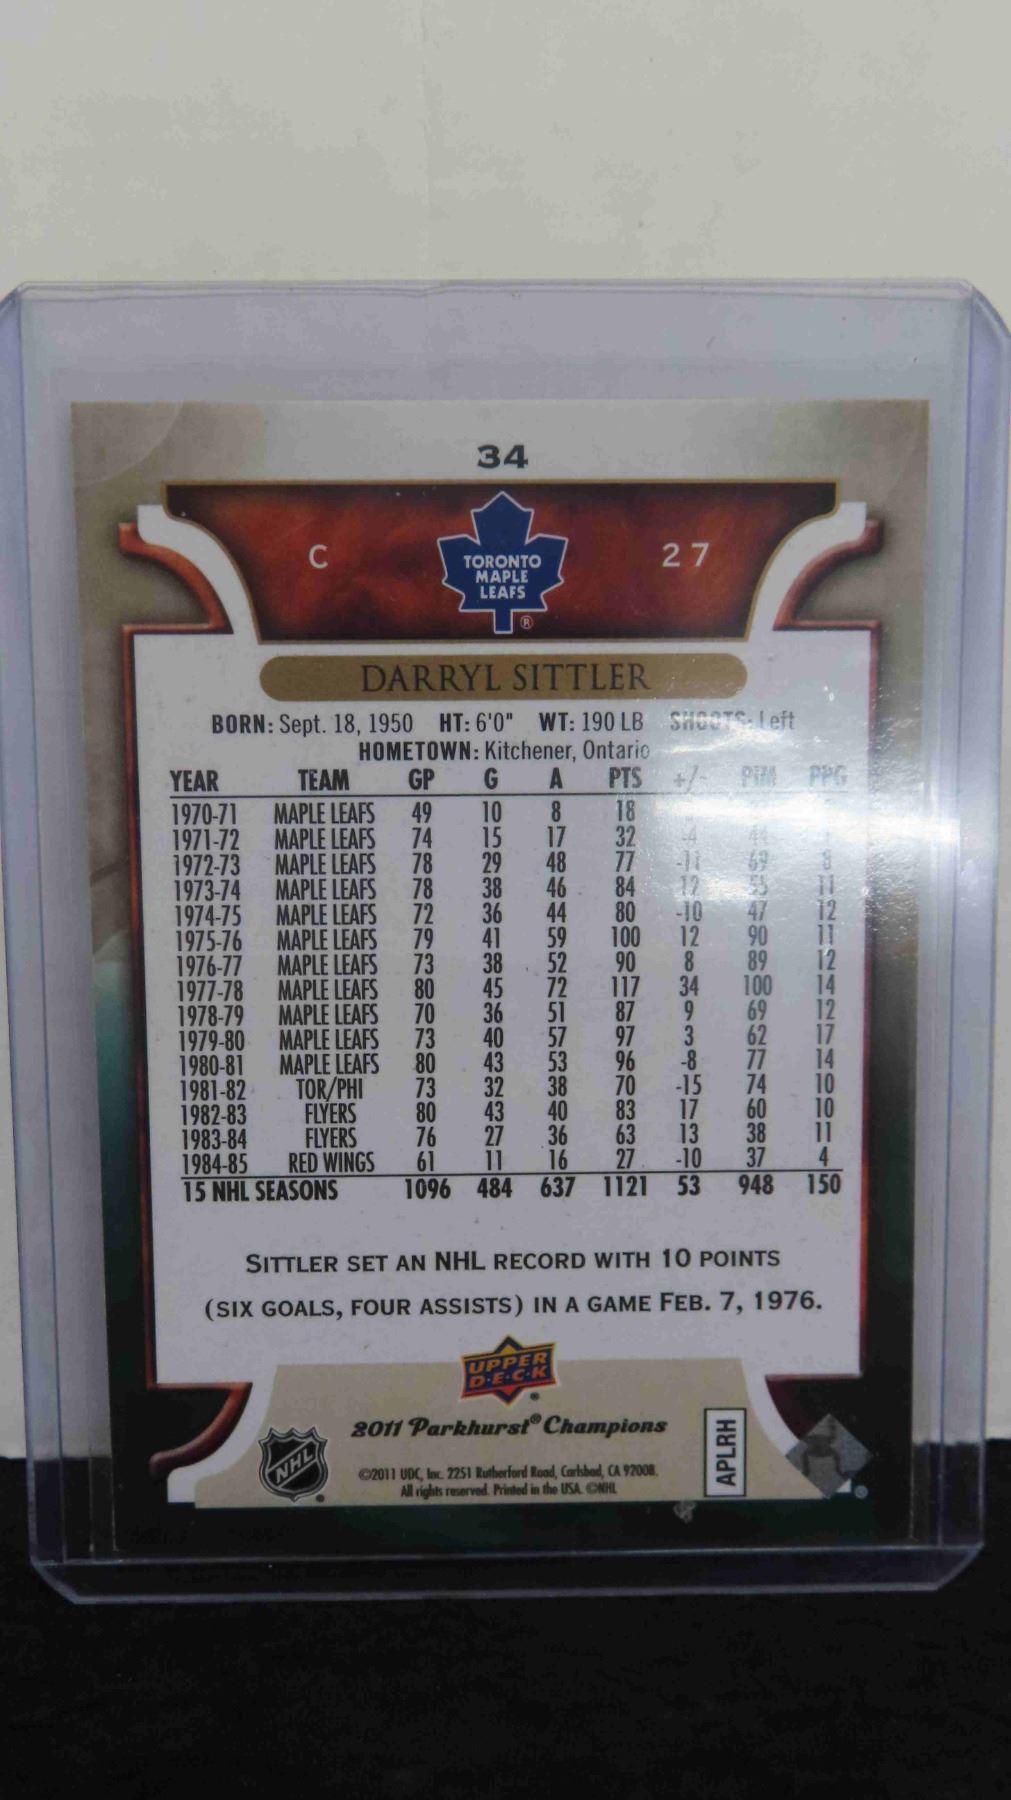 34
C TORONTO MAPLE LEAFS ® 27
DARRYL SITTLER
BORN: Sept. 18, 1950 HT: 6'0" WT: 190 LB SHOOTS: Left
HOMETOWN: Kitchener, Ontario
YEAR TEAM GP G A PTS +/- PIM PPG
1970-71 MAPLE LEAFS 49 10 8 18
1971-72 MAPLE LEAFS 74 15 17 32 -4 44
1972-73 MAPLE LEAFS 78 29 48 77 -11 69 8
1973-74 MAPLE LEAFS 78 38 46 84 12 55 11
1974-75 MAPLE LEAFS 72 36 44 80 -10 47 12
1975-76 MAPLE LEAFS 79 41 59 100 12 90 11
1976-77 MAPLE LEAFS 73 38 52 90 8 89 12
1977-78 MAPLE LEAFS 80 45 72 117 34 100 14
1978-79 MAPLE LEAFS 70 36 51 87 9 69 12
1979-80 MAPLE LEAFS 73 40 57 97 3 62 17
1980-81 MAPLE LEAFS 80 43 53 96 -8 77 14
1981-82 TOR/PHI 73 32 38 70 -15 74 10
1982-83 FLYERS 80 43 40 83 17 60 10
1983-84 FLYERS 76 27 36 63 13 38 11
1984-85 RED WINGS 61 11 16 27 -10 37 4
15 NHL SEASONS 1096 484 637 1121 53 948 150
SITTLER SET AN NHL RECORD WITH 10 POINTS
(SIX GOALS, FOUR ASSISTS) IN A GAME FEB. 7, 1976.
UPPER
D·E·C·K
2011 Parkhurst® Champions
NHL
©2011 UDC, Inc. 2251 Rutherford Road, Carlsbad, CA 92008.
All rights reserved. Printed in the USA. ©NHL
APLRH